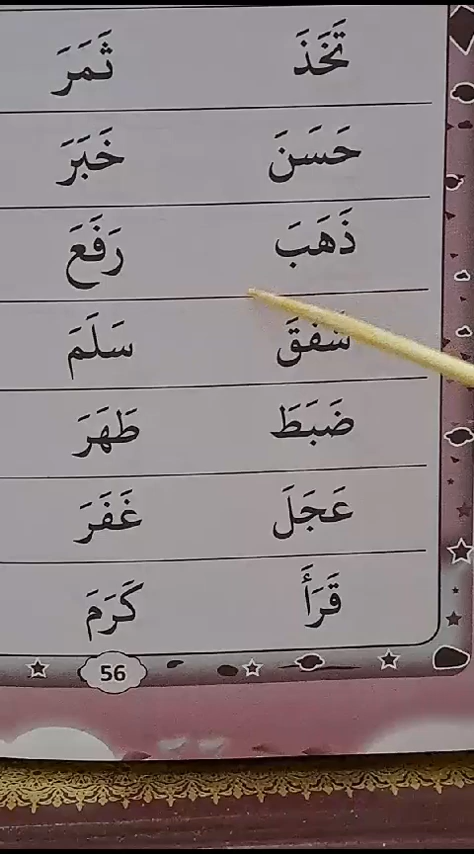 تَخَذَ ثَمَرَ
حَسَنَ خَبَرَ
ذَهَبَ رَفَعَ
سَلَمَ
ضَبَطَ طَهَرَ
عَجَلَ غَفَرَ
قَرَأَ كَرَمَ
56